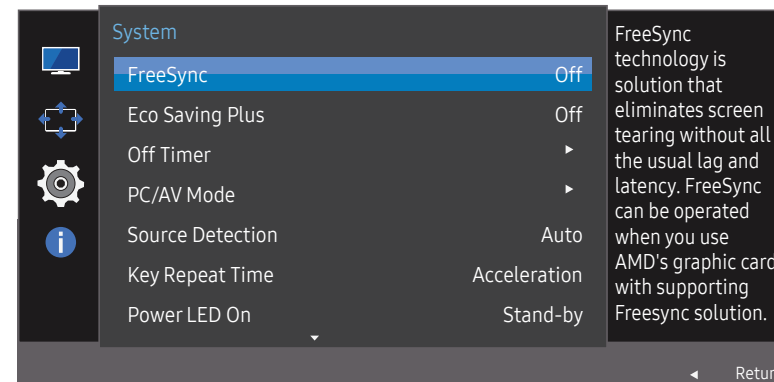 System
FreeSync Off
Eco Saving Plus Off
Off Timer
PC/AV Mode
Source Detection Auto
Key Repeat Time Acceleration
Power LED On Stand-by
FreeSync
technology is
solution that
eliminates screen
tearing without all
the usual lag and
latency. FreeSync
can be operated
when you use
AMD's graphic card
with supporting
Freesync solution.